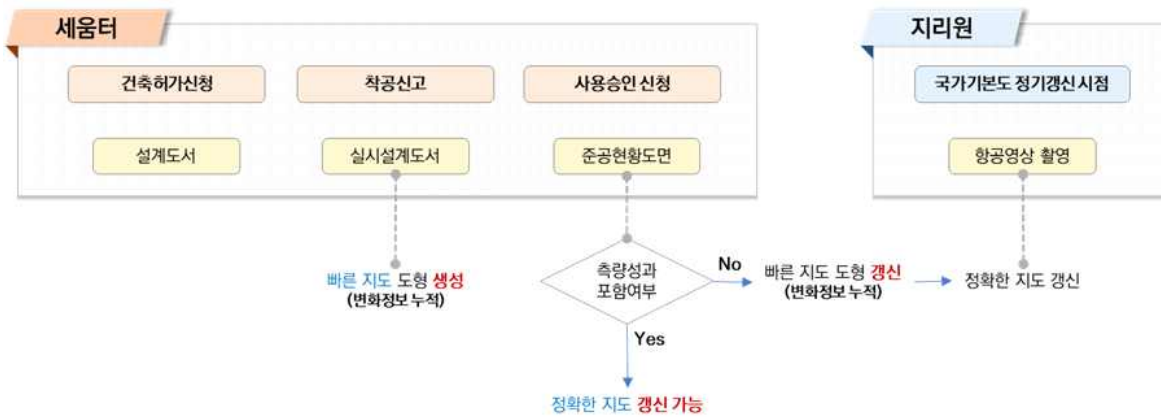 세움터
지리원
건축허가신청
착공신고
사용승인 신청
국가기본도 정기갱신 시점
설계도서
실시설계도서
준공현황도면
항공영상 촬영
빠른 지도 도형 생성
(변화정보 누적)
측량성과
포함여부
No
빠른 지도 도형 갱신
(변화정보 누적)
정확한 지도 갱신
Yes
정확한 지도 갱신 가능